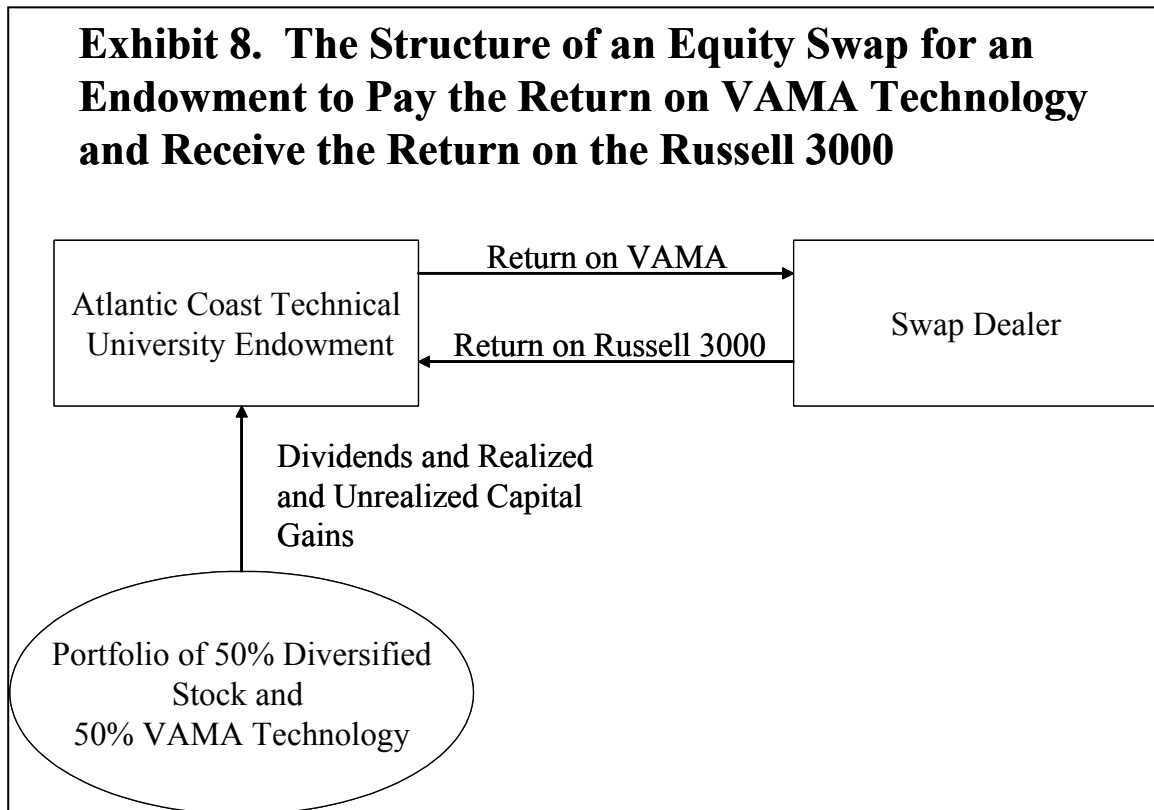 Exhibit 8. The Structure of an Equity Swap for an
Endowment to Pay the Return on VAMA Technology
and Receive the Return on the Russell 3000
Return on VAMA
Atlantic Coast Technical
University Endowment
Swap Dealer
Return on Russell 3000
Dividends and Realized
and Unrealized Capital
Gains
Portfolio of 50% Diversified
Stock and
50% VAMA Technology